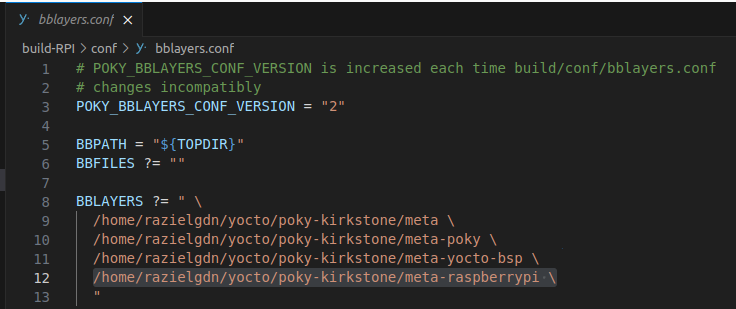 bblayers.conf ×
build-RPI > conf > bblayers.conf
1 # POKY_BBLAYERS_CONF_VERSION is increased each time build/conf/bblayers.conf
2 # changes incompatibly
3 POKY_BBLAYERS_CONF_VERSION = "2"
4
5 BBPATH = "${TOPDIR}"
6 BBFILES ?= ""
7
8 BBLAYERS ?= " \
9 /home/razielgdn/yocto/poky-kirkstone/meta \
10 /home/razielgdn/yocto/poky-kirkstone/meta-poky \
11 /home/razielgdn/yocto/poky-kirkstone/meta-yocto-bsp \
12 /home/razielgdn/yocto/poky-kirkstone/meta-raspberrypi \
13 "